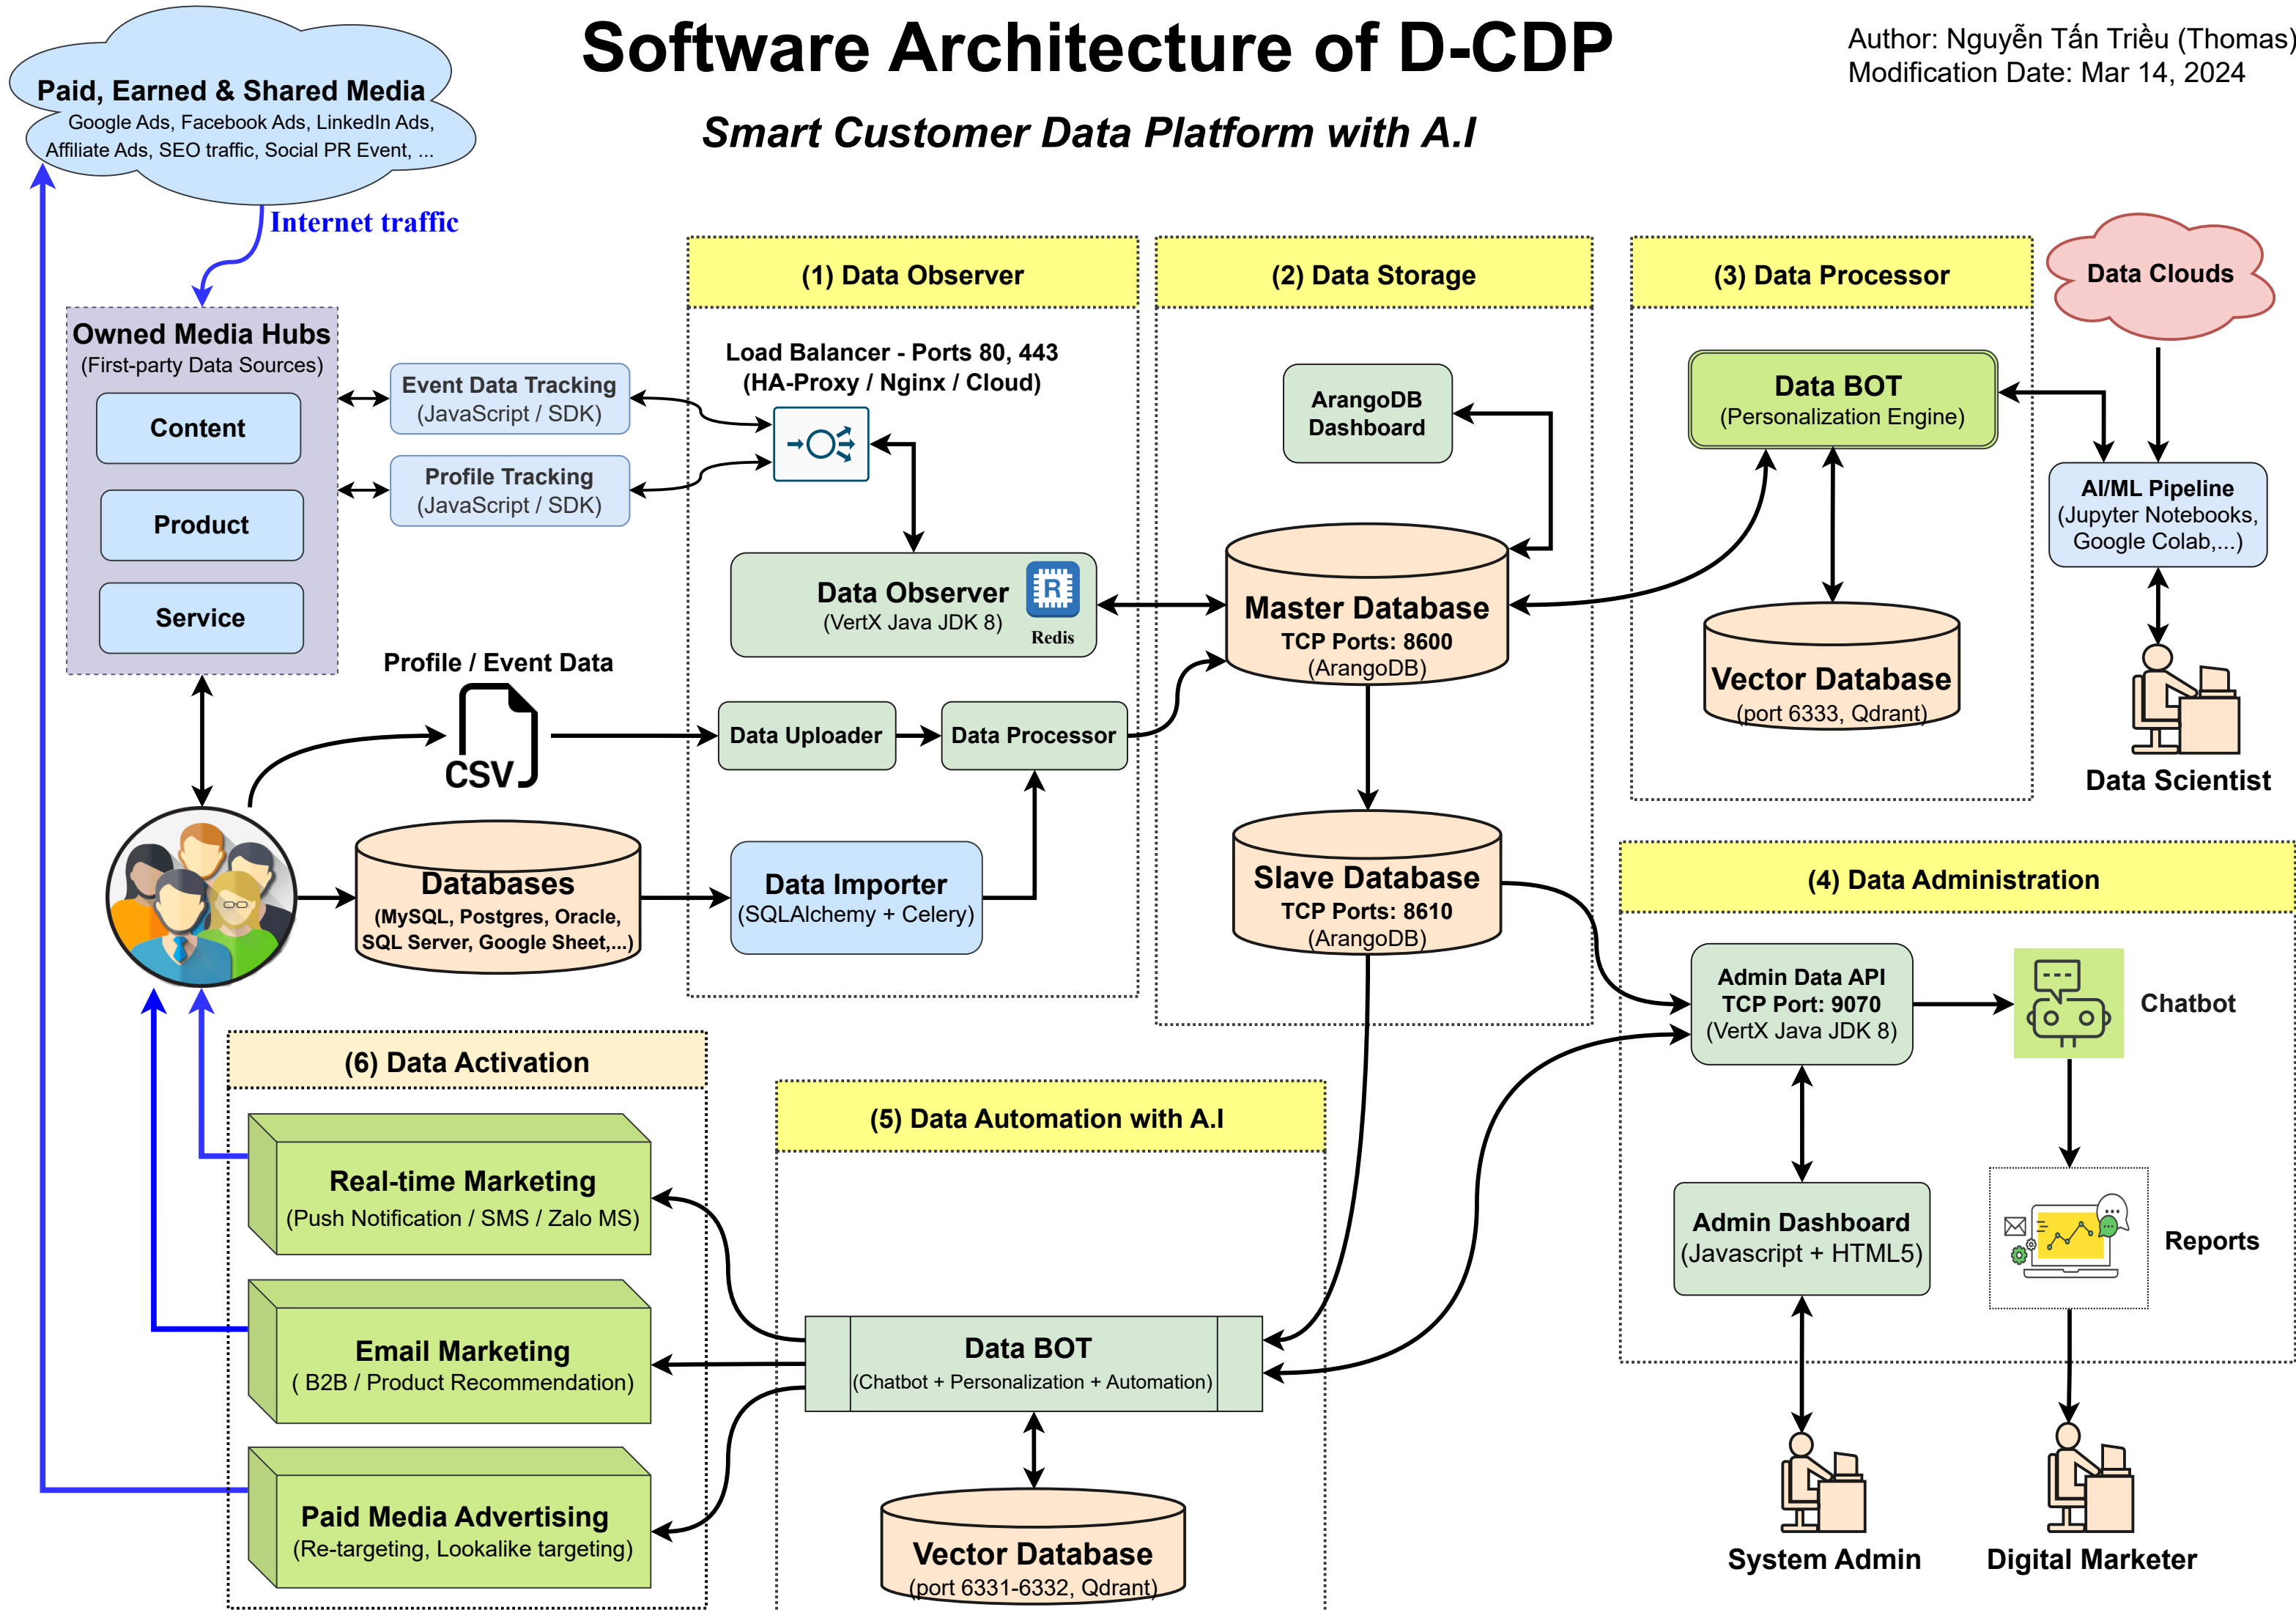 Software Architecture of D-CDP
Smart Customer Data Platform with A.I
Author: Nguyễn Tấn Triều (Thomas)
Modification Date: Mar 14, 2024
Paid, Earned & Shared Media
Google Ads, Facebook Ads, LinkedIn Ads,
Affiliate Ads, SEO traffic, Social PR Event, ...
Internet traffic
Owned Media Hubs
(First-party Data Sources)
Content
Product
Service
Event Data Tracking
(JavaScript / SDK)
Profile Tracking
(JavaScript / SDK)
Profile / Event Data
CSV
Databases
(MySQL, Postgres, Oracle,
SQL Server, Google Sheet,...)
(1) Data Observer
Load Balancer - Ports 80, 443
(HA-Proxy / Nginx / Cloud)
Data Observer
(VertX Java JDK 8)
R
Redis
Data Uploader
Data Processor
Data Importer
(SQLAlchemy + Celery)
(2) Data Storage
ArangoDB
Dashboard
Master Database
TCP Ports: 8600
(ArangoDB)
Slave Database
TCP Ports: 8610
(ArangoDB)
(3) Data Processor
Data BOT
(Personalization Engine)
Vector Database
(port 6333, Qdrant)
Data Clouds
AI/ML Pipeline
(Jupyter Notebooks,
Google Colab,...)
Data Scientist
(4) Data Administration
Admin Data API
TCP Port: 9070
(VertX Java JDK 8)
Chatbot
Admin Dashboard
(Javascript + HTML5)
Reports
System Admin
Digital Marketer
(5) Data Automation with A.I
Data BOT
(Chatbot + Personalization + Automation)
Vector Database
(port 6331-6332, Qdrant)
(6) Data Activation
Real-time Marketing
(Push Notification / SMS / Zalo MS)
Email Marketing
( B2B / Product Recommendation)
Paid Media Advertising
(Re-targeting, Lookalike targeting)